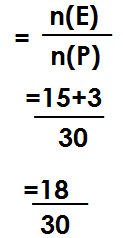 = n(E)
n(P)
=15+3
30
=18
30